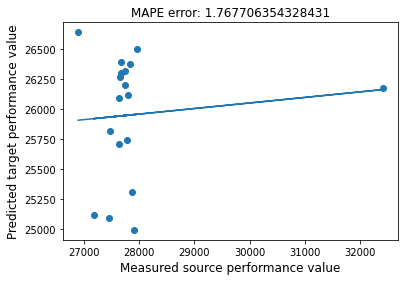 MAPE error: 1.767706354328431
Predicted target performance value
26500
26250
26000
25750
25500
25250
25000
27000 28000 29000 30000 31000 32000
Measured source performance value